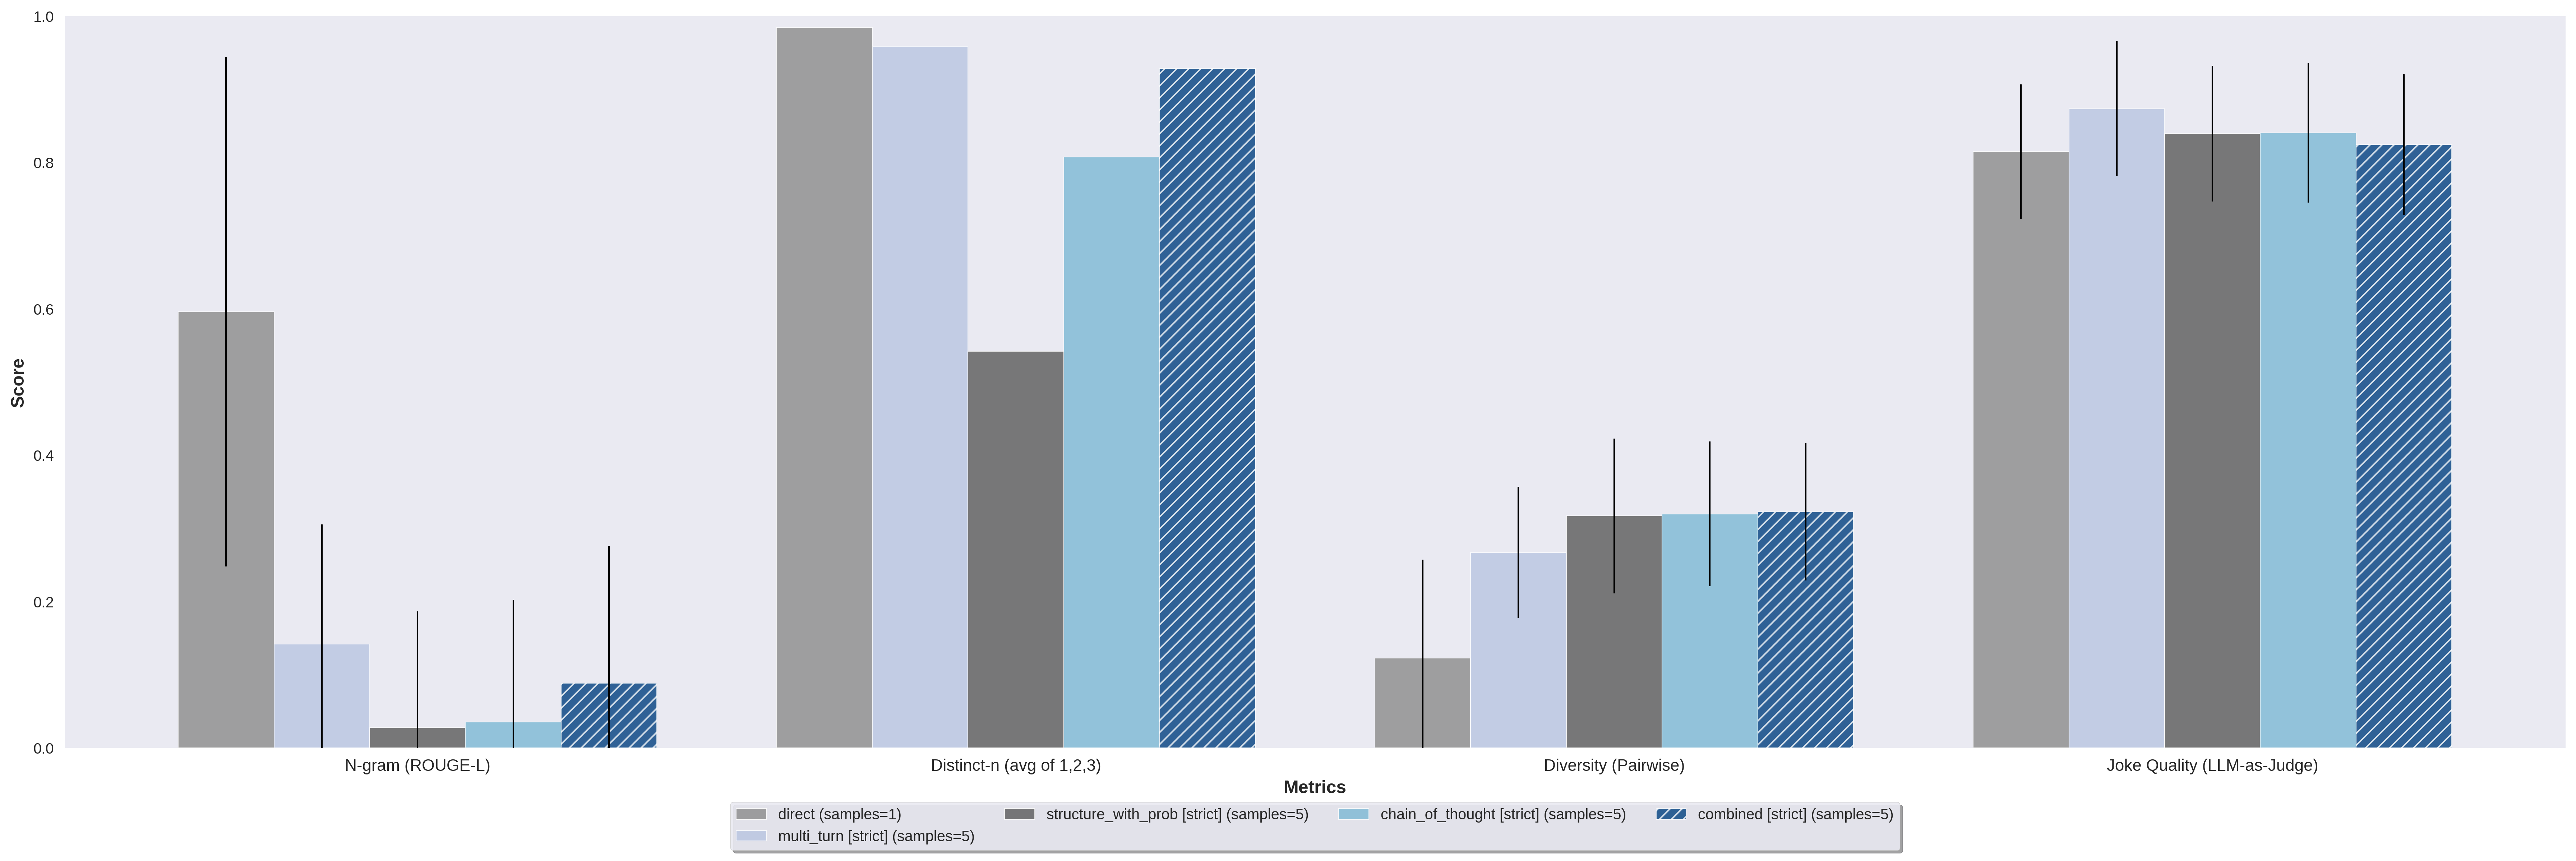 1.0
0.8
0.6
0.4
0.2
0.0
Score
N-gram (ROUGE-L) Distinct-n (avg of 1,2,3) Diversity (Pairwise) Joke Quality (LLM-as-Judge)
Metrics
direct (samples=1) structure_with_prob [strict] (samples=5) chain_of_thought [strict] (samples=5) combined [strict] (samples=5)
multi_turn [strict] (samples=5)